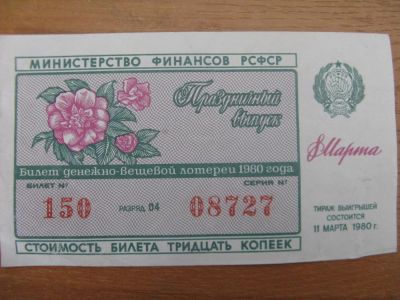 МИНИСТЕРСТВО ФИНАНСОВ РСФСР
Праздничный
выпуск
8 Марта
Билет денежно-вещевой лотереи 1980 года
БИЛЕТ №
СЕРИЯ №
150
РАЗРЯД 04
08727
ТИРАЖ ВЫИГРЫШЕЙ
СОСТОИТСЯ
11 МАРТА 1980 г.
СТОИМОСТЬ БИЛЕТА ТРИДЦАТЬ КОПЕЕК